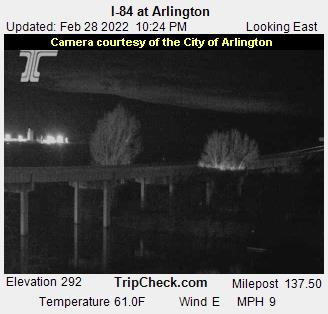 I-84 at Arlington
Updated: Feb 28 2022 10:24 PM Looking East
Camera courtesy of the City of Arlington
Elevation 292 TripCheck.com Milepost 137.50
Temperature 61.0F Wind E MPH 9